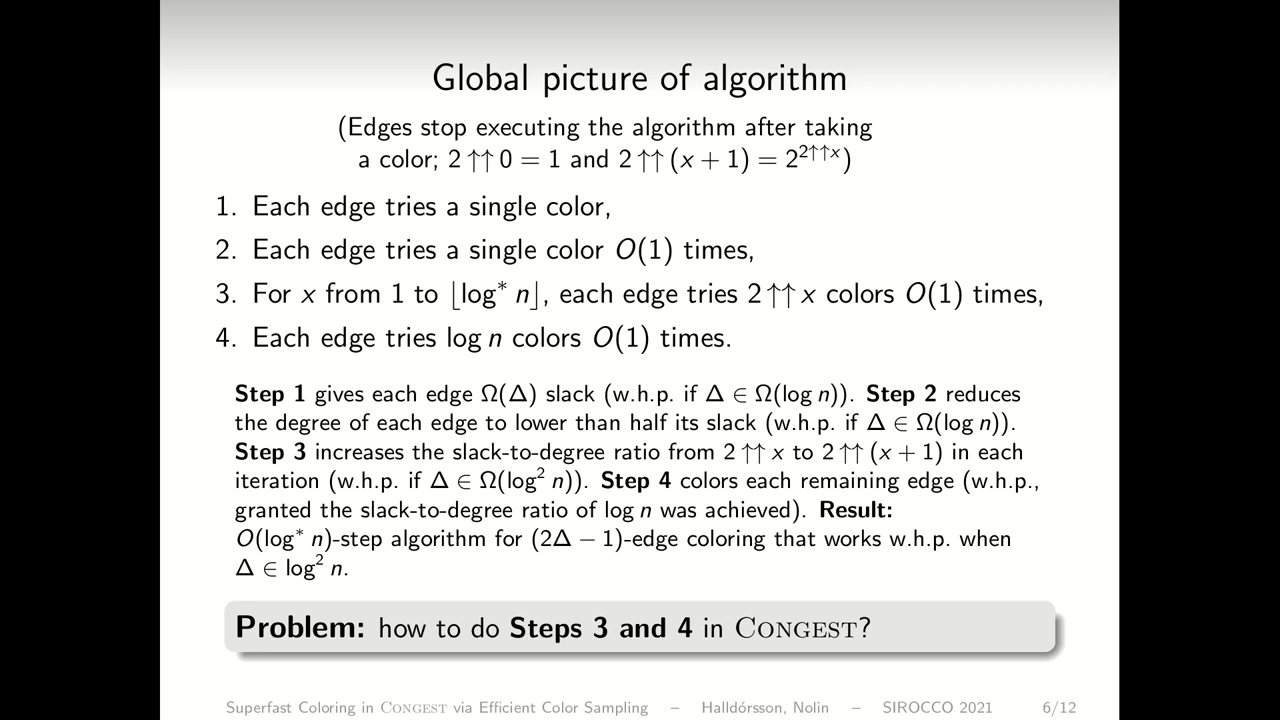 Global picture of algorithm
(Edges stop executing the algorithm after taking
a color; 2↑↑0 = 1 and 2↑↑(x + 1) = 2^{2↑↑x})
1. Each edge tries a single color,
2. Each edge tries a single color O(1) times,
3. For x from 1 to ⌊log* n⌋, each edge tries 2↑↑x colors O(1) times,
4. Each edge tries log n colors O(1) times.
Step 1 gives each edge Ω(Δ) slack (w.h.p. if Δ ∈ Ω(log n)). Step 2 reduces
the degree of each edge to lower than half its slack (w.h.p. if Δ ∈ Ω(log n)).
Step 3 increases the slack-to-degree ratio from 2↑↑x to 2↑↑(x + 1) in each
iteration (w.h.p. if Δ ∈ Ω(log² n)). Step 4 colors each remaining edge (w.h.p.,
granted the slack-to-degree ratio of log n was achieved). Result:
O(log* n)-step algorithm for (2Δ − 1)-edge coloring that works w.h.p. when
Δ ∈ log² n.
Problem: how to do Steps 3 and 4 in CONGEST?
Superfast Coloring in CONGEST via Efficient Color Sampling – Halldórsson, Nolin – SIROCCO 2021 6/12